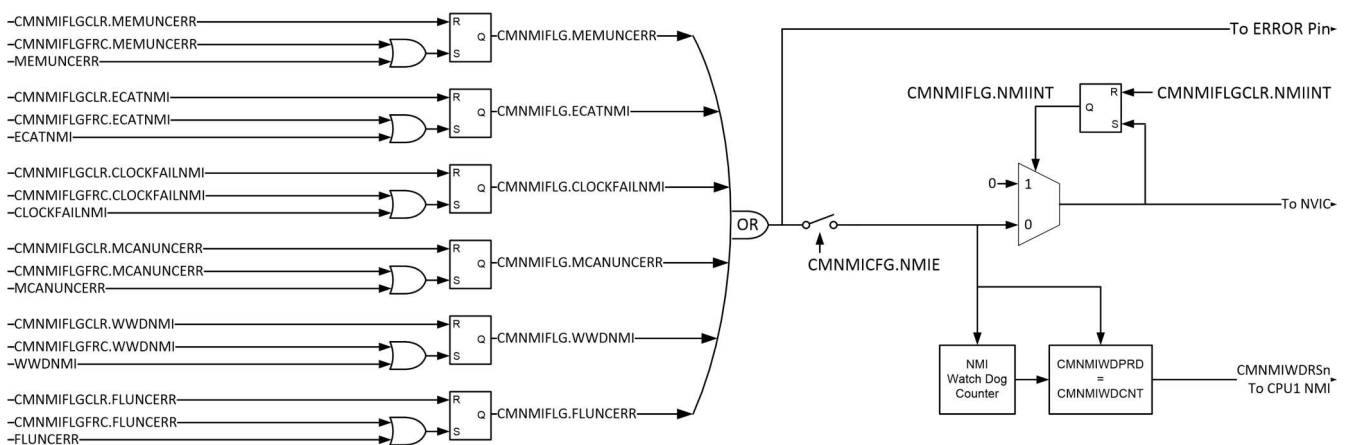 CMNMIFLGCLR.MEMUNCERR
CMNMIFLGFRC.MEMUNCERR
MEMUNCERR
R
Q
S
CMNMIFLG.MEMUNCERR
CMNMIFLGCLR.ECATNMI
CMNMIFLGFRC.ECATNMI
ECATNMI
R
Q
S
CMNMIFLG.ECATNMI
CMNMIFLGCLR.CLOCKFAILNMI
CMNMIFLGFRC.CLOCKFAILNMI
CLOCKFAILNMI
R
Q
S
CMNMIFLG.CLOCKFAILNMI
CMNMIFLGCLR.MCANUNCERR
CMNMIFLGFRC.MCANUNCERR
MCANUNCERR
R
Q
S
CMNMIFLG.MCANUNCERR
CMNMIFLGCLR.WWDNMI
CMNMIFLGFRC.WWDNMI
WWDNMI
R
Q
S
CMNMIFLG.WWDNMI
CMNMIFLGCLR.FLUNCERR
CMNMIFLGFRC.FLUNCERR
FLUNCERR
R
Q
S
CMNMIFLG.FLUNCERR
OR
CMNMICFG.NMIE
To ERROR Pin
CMNMIFLG.NMIINT
R
Q
S
CMNMIFLGCLR.NMIINT
0
1
0
To NVIC
NMI
Watch Dog
Counter
CMNMIWDPRD
=
CMNMIWDCNT
CMNMIWDRSn
To CPU1 NMI